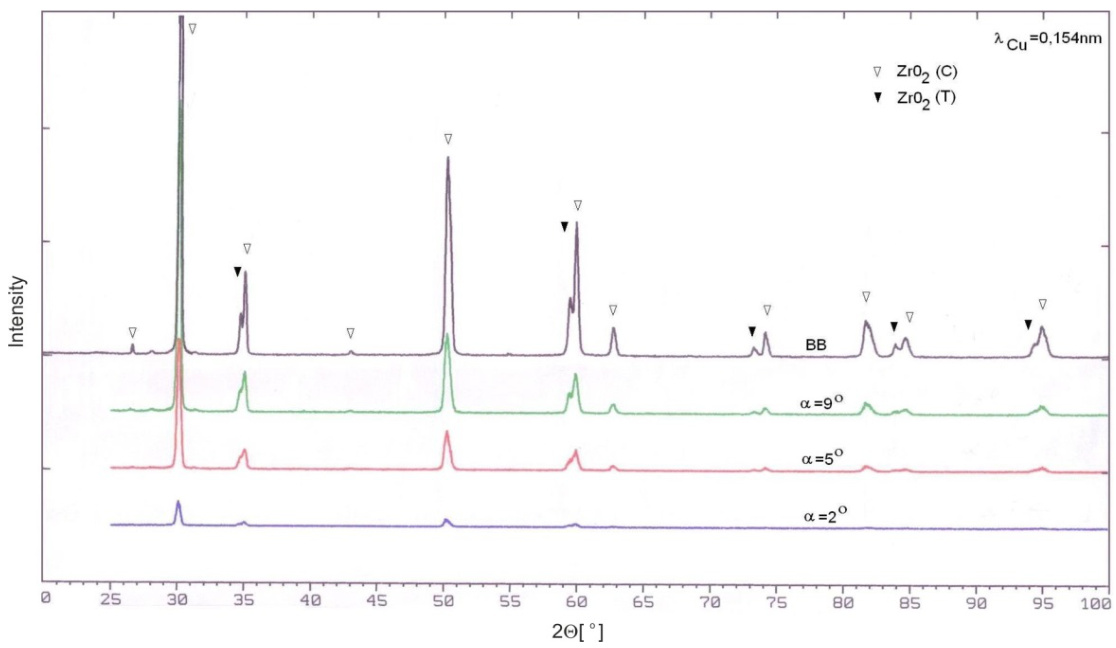 λ Cu =0,154nm
▽ ZrO2 (C)
▼ ZrO2 (T)
Intensity
BB
α=9°
α=5°
α=2°
0 25 30 35 40 45 50 55 60 65 70 75 80 85 90 95 100
2Θ[°]